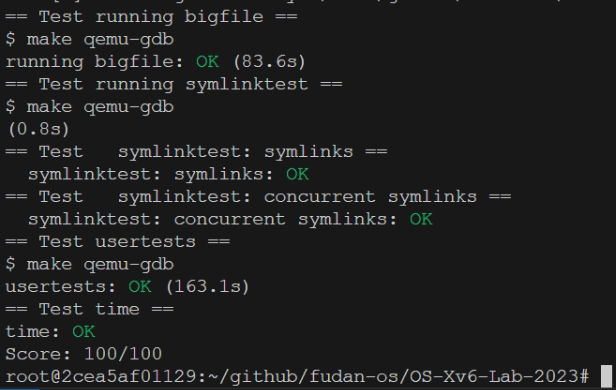 == Test running bigfile ==
$ make qemu-gdb
running bigfile: OK (83.6s)
== Test running symlinktest ==
$ make qemu-gdb
(0.8s)
== Test   symlinktest: symlinks ==
  symlinktest: symlinks: OK
== Test   symlinktest: concurrent symlinks ==
  symlinktest: concurrent symlinks: OK
== Test usertests ==
$ make qemu-gdb
usertests: OK (163.1s)
== Test time ==
time: OK
Score: 100/100
root@2cea5af01129:~/github/fudan-os/OS-Xv6-Lab-2023#